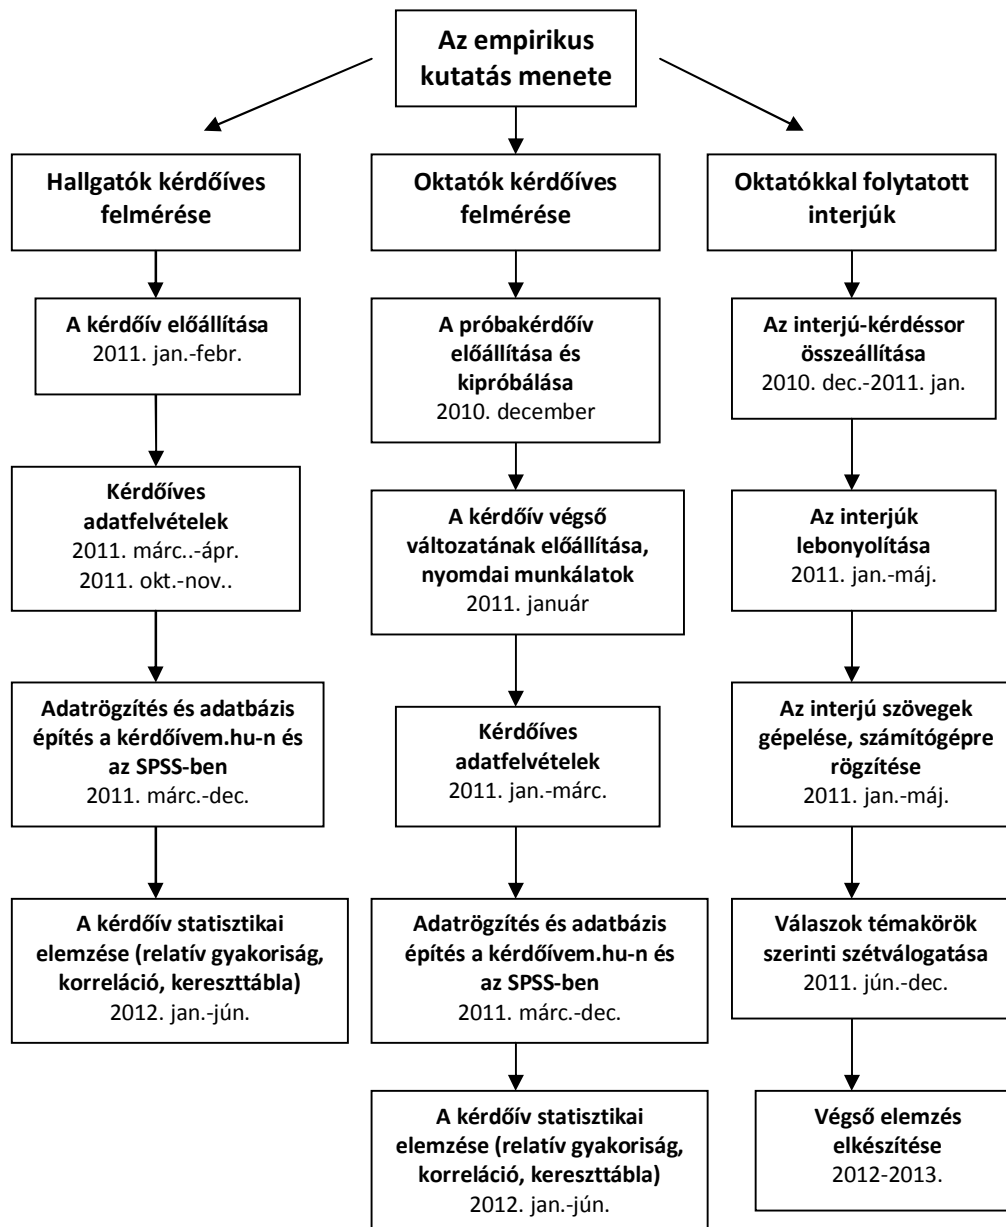 Az empirikus
kutatás menete
Hallgatók kérdőíves
felmérése
A kérdőív előállítása
2011. jan.-febr.
Kérdőíves
adatfelvételek
2011. márc..-ápr.
2011. okt.-nov..
Adatrögzítés és adatbázis
építés a kérdőívem.hu-n és
az SPSS-ben
2011. márc.-dec.
A kérdőív statisztikai
elemzése (relatív gyakoriság,
korreláció, kereszttábla)
2012. jan.-jún.
Oktatók kérdőíves
felmérése
A próbakérdőív
előállítása és
kipróbálása
2010. december
A kérdőív végső
változatának előállítása,
nyomdai munkálatok
2011. január
Kérdőíves
adatfelvételek
2011. jan.-márc.
Adatrögzítés és adatbázis
építés a kérdőívem.hu-n és
az SPSS-ben
2011. márc.-dec.
A kérdőív statisztikai
elemzése (relatív gyakoriság,
korreláció, kereszttábla)
2012. jan.-jún.
Oktatókkal folytatott
interjúk
Az interjú-kérdéssor
összeállítása
2010. dec.-2011. jan.
Az interjúk
lebonyolítása
2011. jan.-máj.
Az interjú szövegek
gépelése, számítógépre
rögzítése
2011. jan.-máj.
Válaszok témakörök
szerinti szétválogatása
2011. jún.-dec.
Végső elemzés
elkészítése
2012-2013.